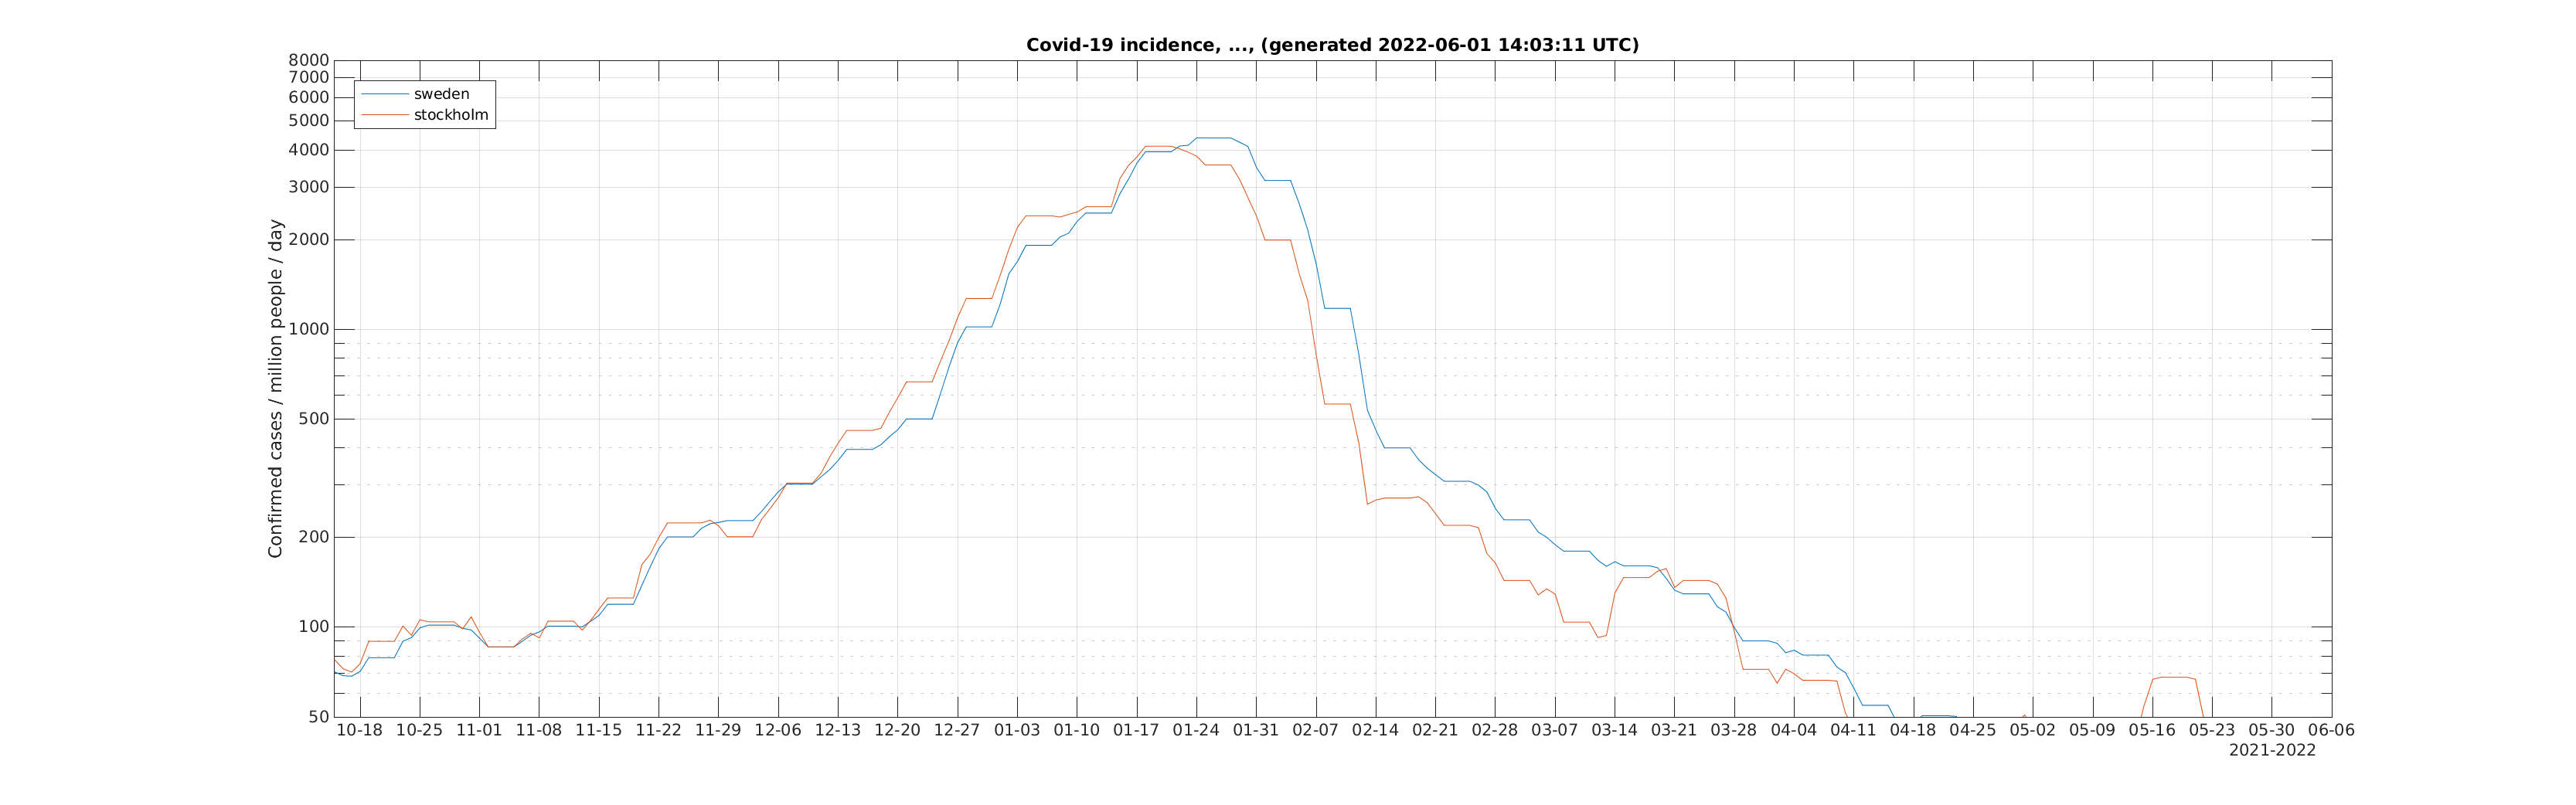 Covid-19 incidence, ..., (generated 2022-06-01 14:03:11 UTC)
8000
7000
6000
5000
4000
3000
2000
1000
500
200
100
50
sweden
stockholm
Confirmed cases / million people / day
10-18 10-25 11-01 11-08 11-15 11-22 11-29 12-06 12-13 12-20 12-27 01-03 01-10 01-17 01-24 01-31 02-07 02-14 02-21 02-28 03-07 03-14 03-21 03-28 04-04 04-11 04-18 04-25 05-02 05-09 05-16 05-23 05-30 06-06
2021-2022